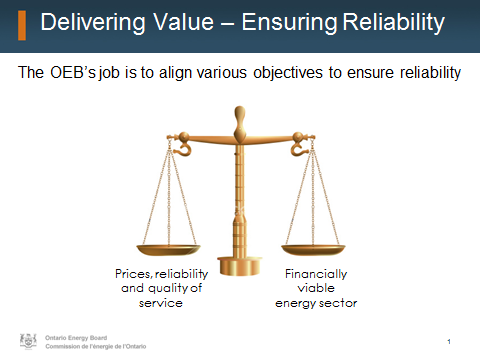 Delivering Value – Ensuring Reliability
The OEB's job is to align various objectives to ensure reliability
Prices, reliability
and quality of
service
Financially
viable
energy sector
Ontario Energy Board
Commission de l'énergie de l'Ontario
1